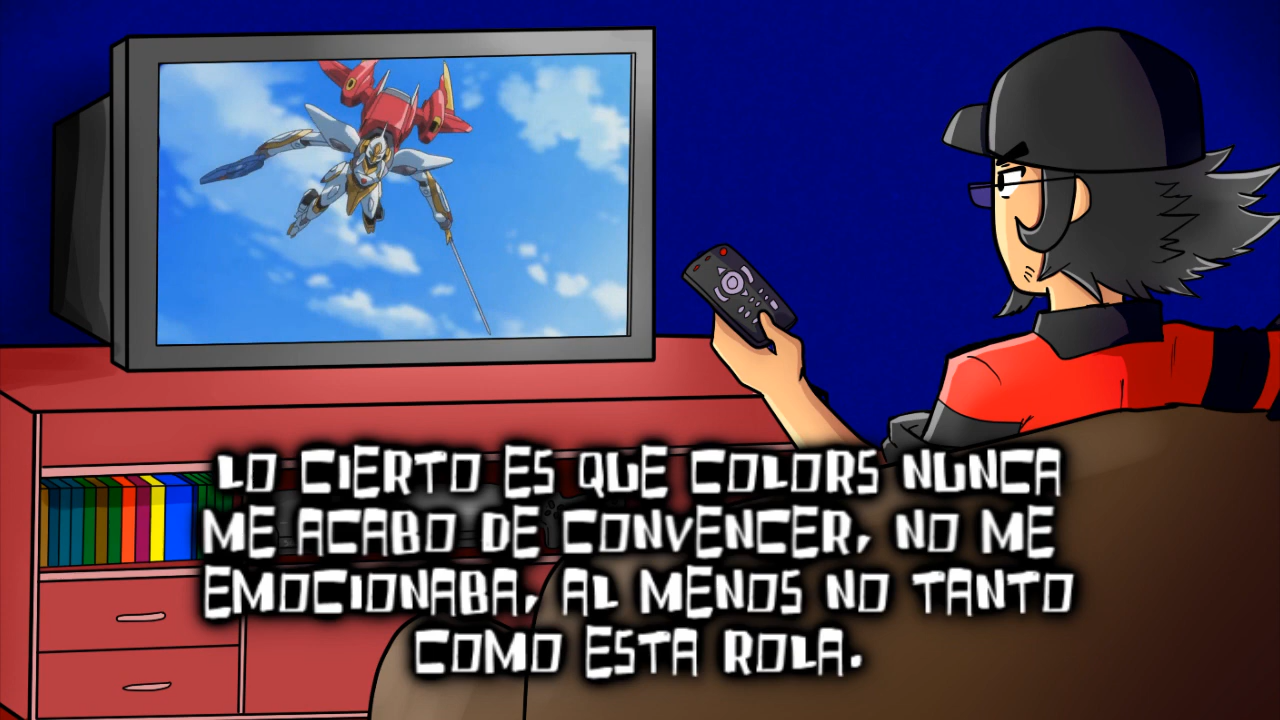 LO CIERTO ES QUE COLORS NUNCA
ME ACABO DE CONVENCER, NO ME
EMOCIONABA, AL MENOS NO TANTO
COMO ESTA ROLA.